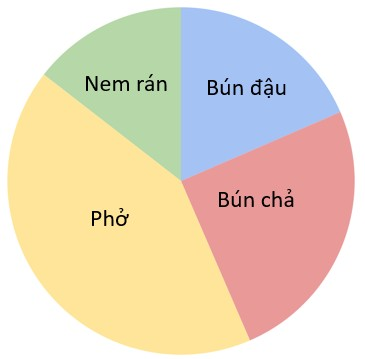 Nem rán
Bún đậu
Bún chả
Phở